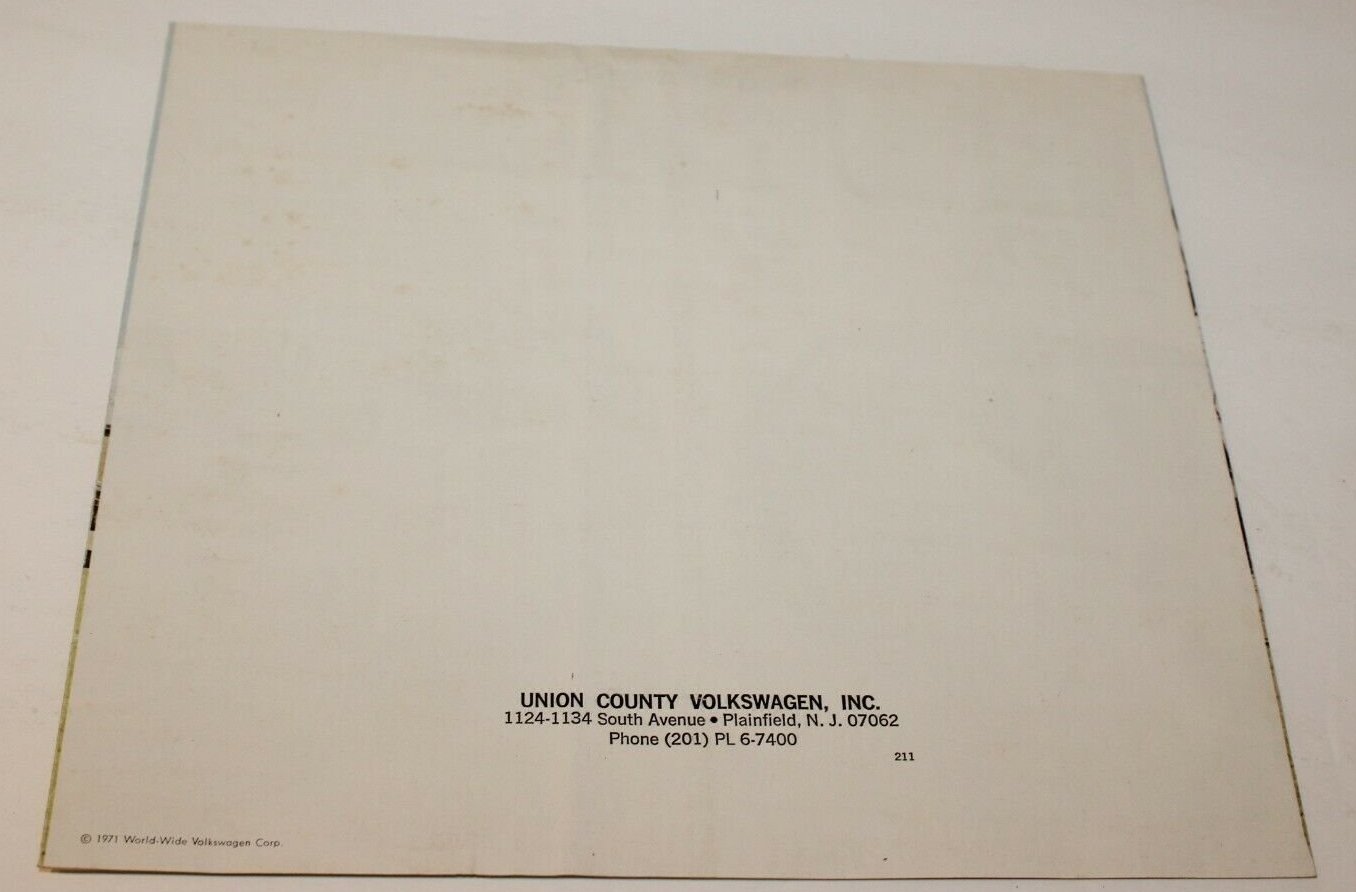 UNION COUNTY VOLKSWAGEN, INC.
1124-1134 South Avenue • Plainfield, N. J. 07062
Phone (201) PL 6-7400
211
© 1971 World-Wide Volkswagen Corp.